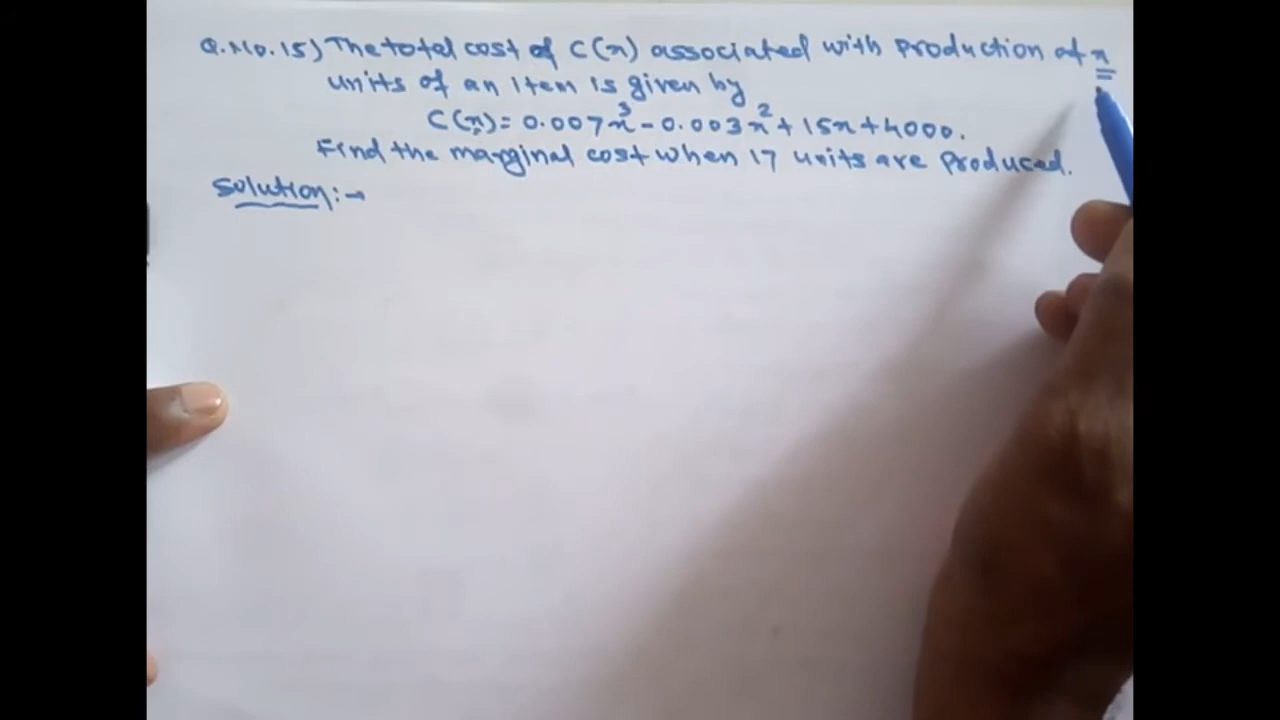 Q.No.15) The total cost of C(x) associated with production of x
units of an item is given by
C(x) = 0.007x³ - 0.003x² + 15x + 4000.
Find the marginal cost when 17 units are produced.
Solution:→